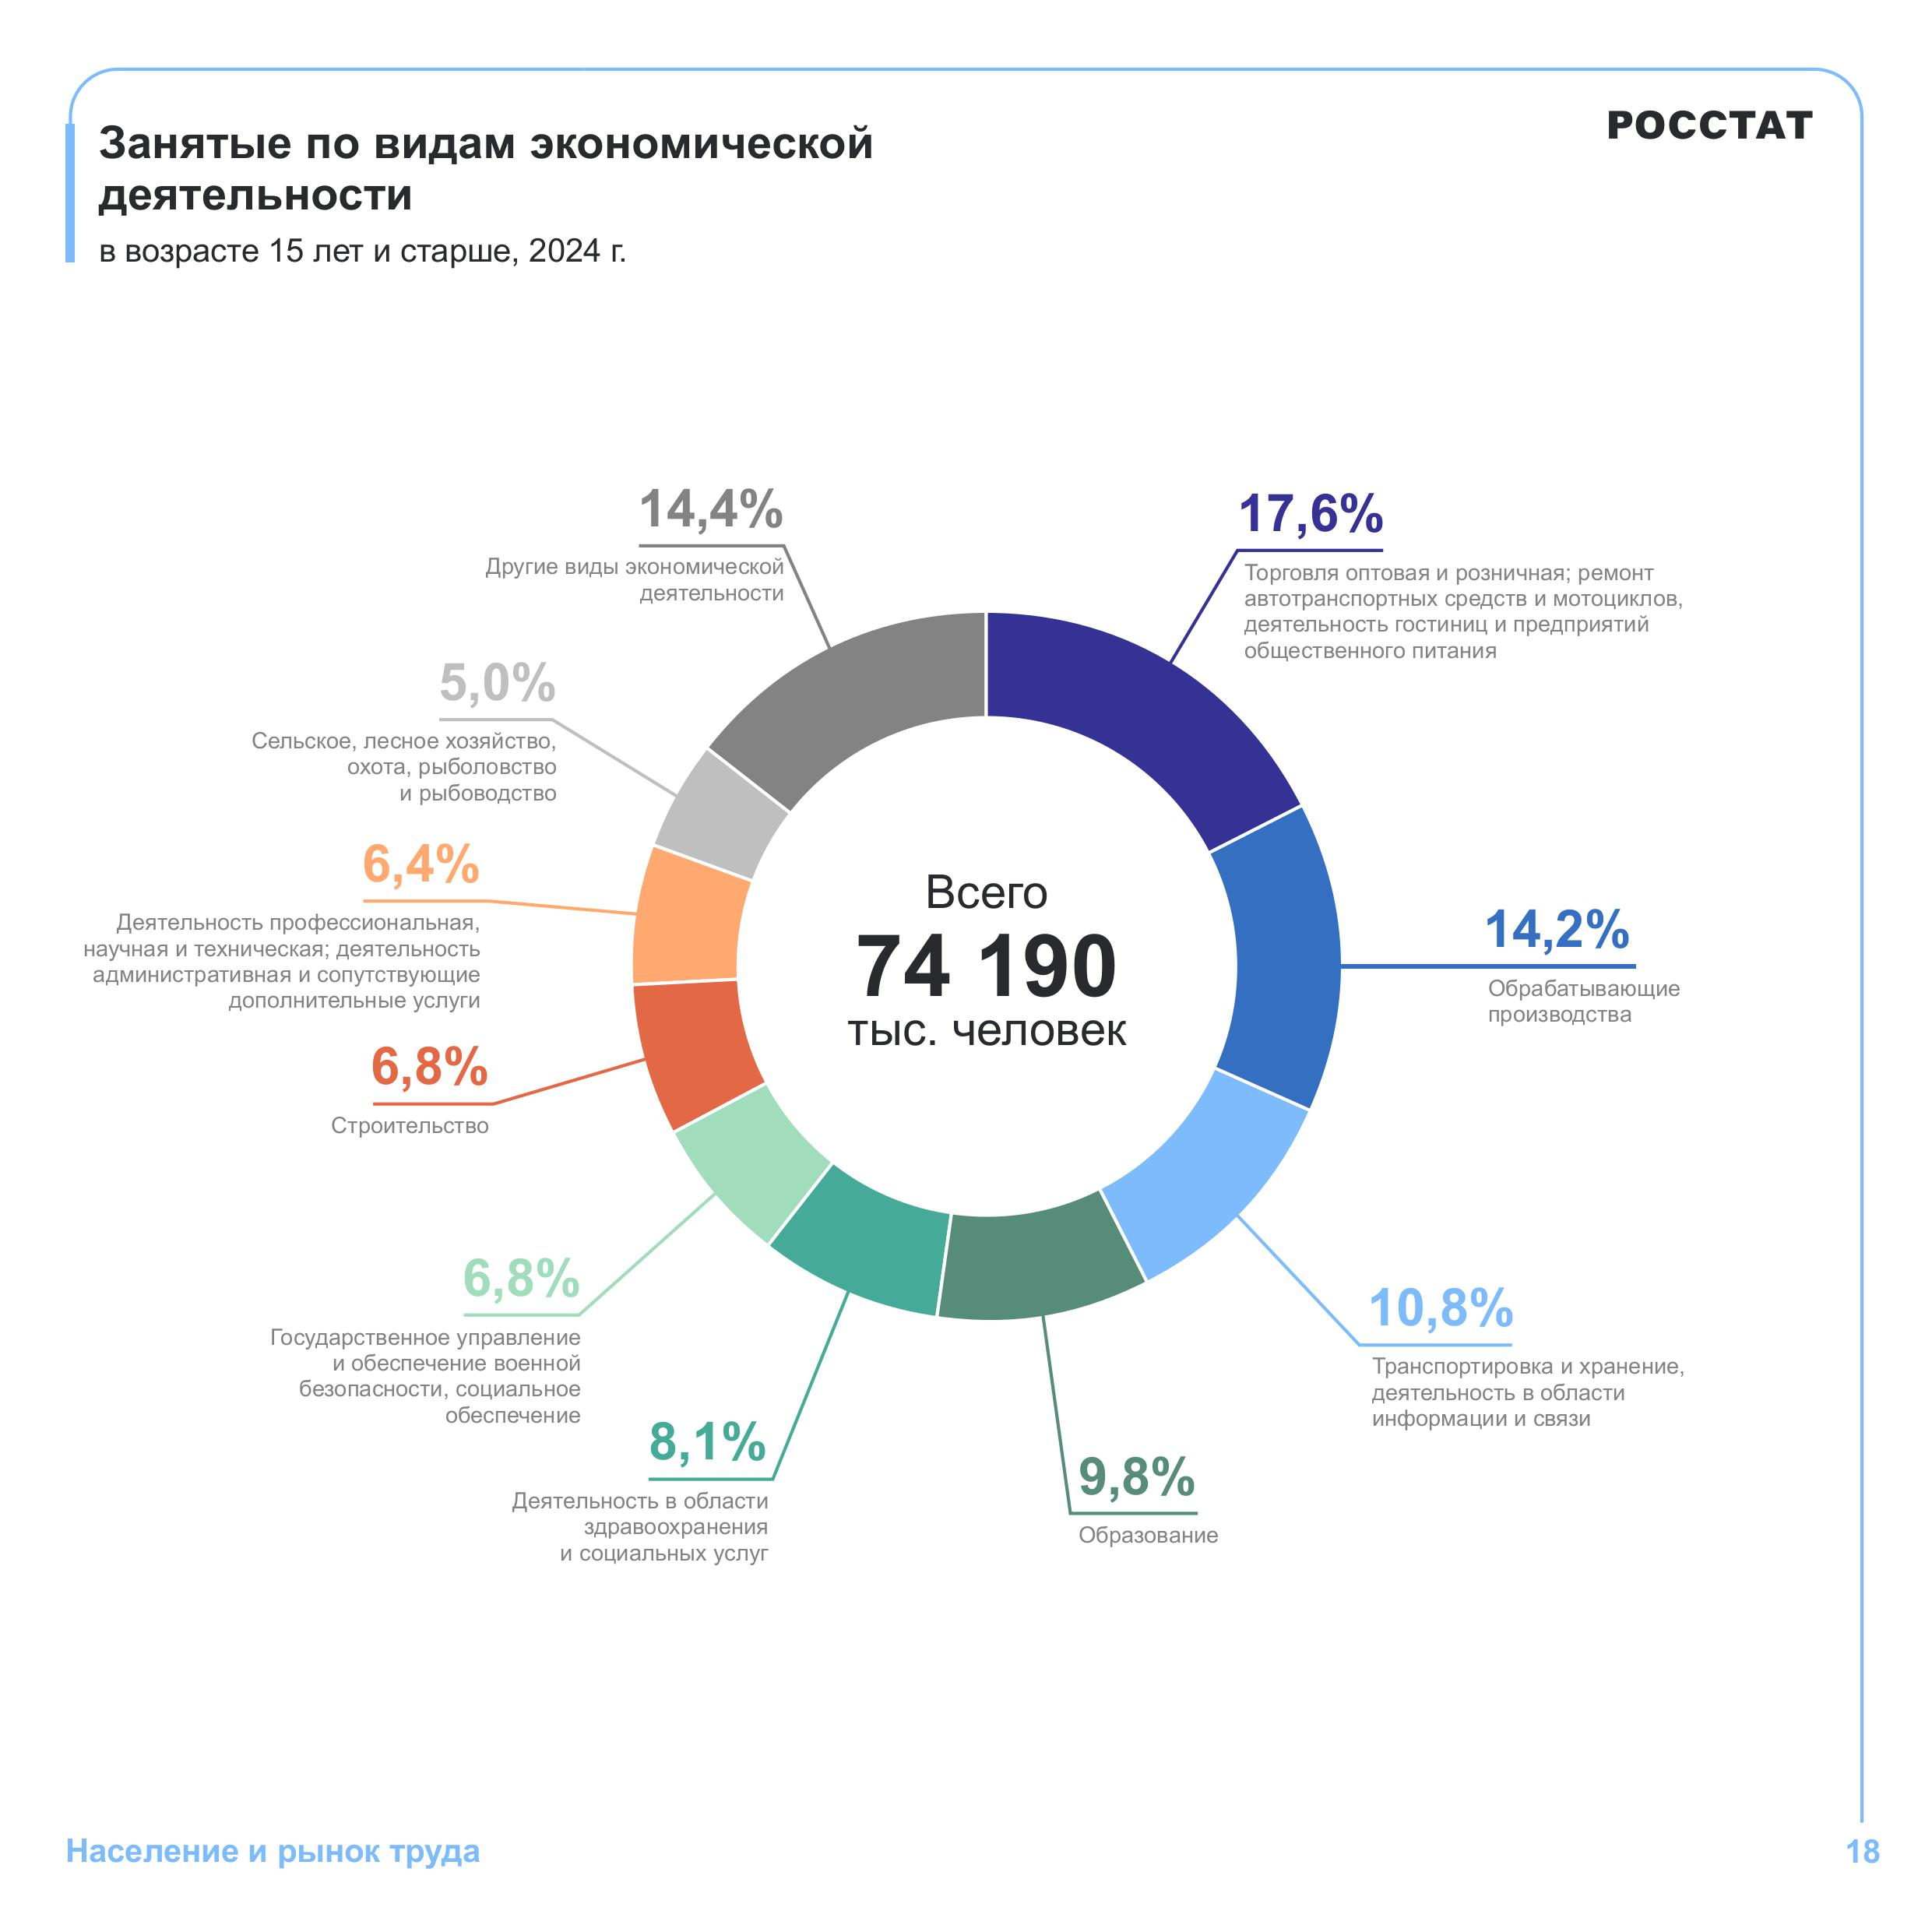 РОССТАТ
Занятые по видам экономической
деятельности
в возрасте 15 лет и старше, 2024 г.
14,4%
Другие виды экономической
деятельности
17,6%
Торговля оптовая и розничная; ремонт
автотранспортных средств и мотоциклов,
деятельность гостиниц и предприятий
общественного питания
5,0%
Сельское, лесное хозяйство,
охота, рыболовство
и рыбоводство
6,4%
Деятельность профессиональная,
научная и техническая; деятельность
административная и сопутствующие
дополнительные услуги
Всего
74 190
тыс. человек
14,2%
Обрабатывающие
производства
6,8%
Строительство
6,8%
Государственное управление
и обеспечение военной
безопасности, социальное
обеспечение
10,8%
Транспортировка и хранение,
деятельность в области
информации и связи
8,1%
Деятельность в области
здравоохранения
и социальных услуг
9,8%
Образование
Население и рынок труда
18